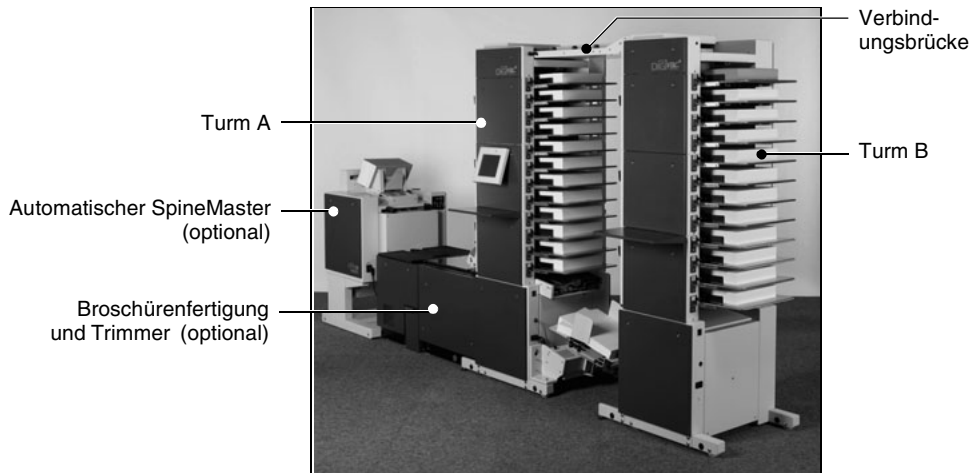 Verbind-
ungsbrücke
Turm A
Turm B
Automatischer SpineMaster
(optional)
Broschürenfertigung
und Trimmer (optional)